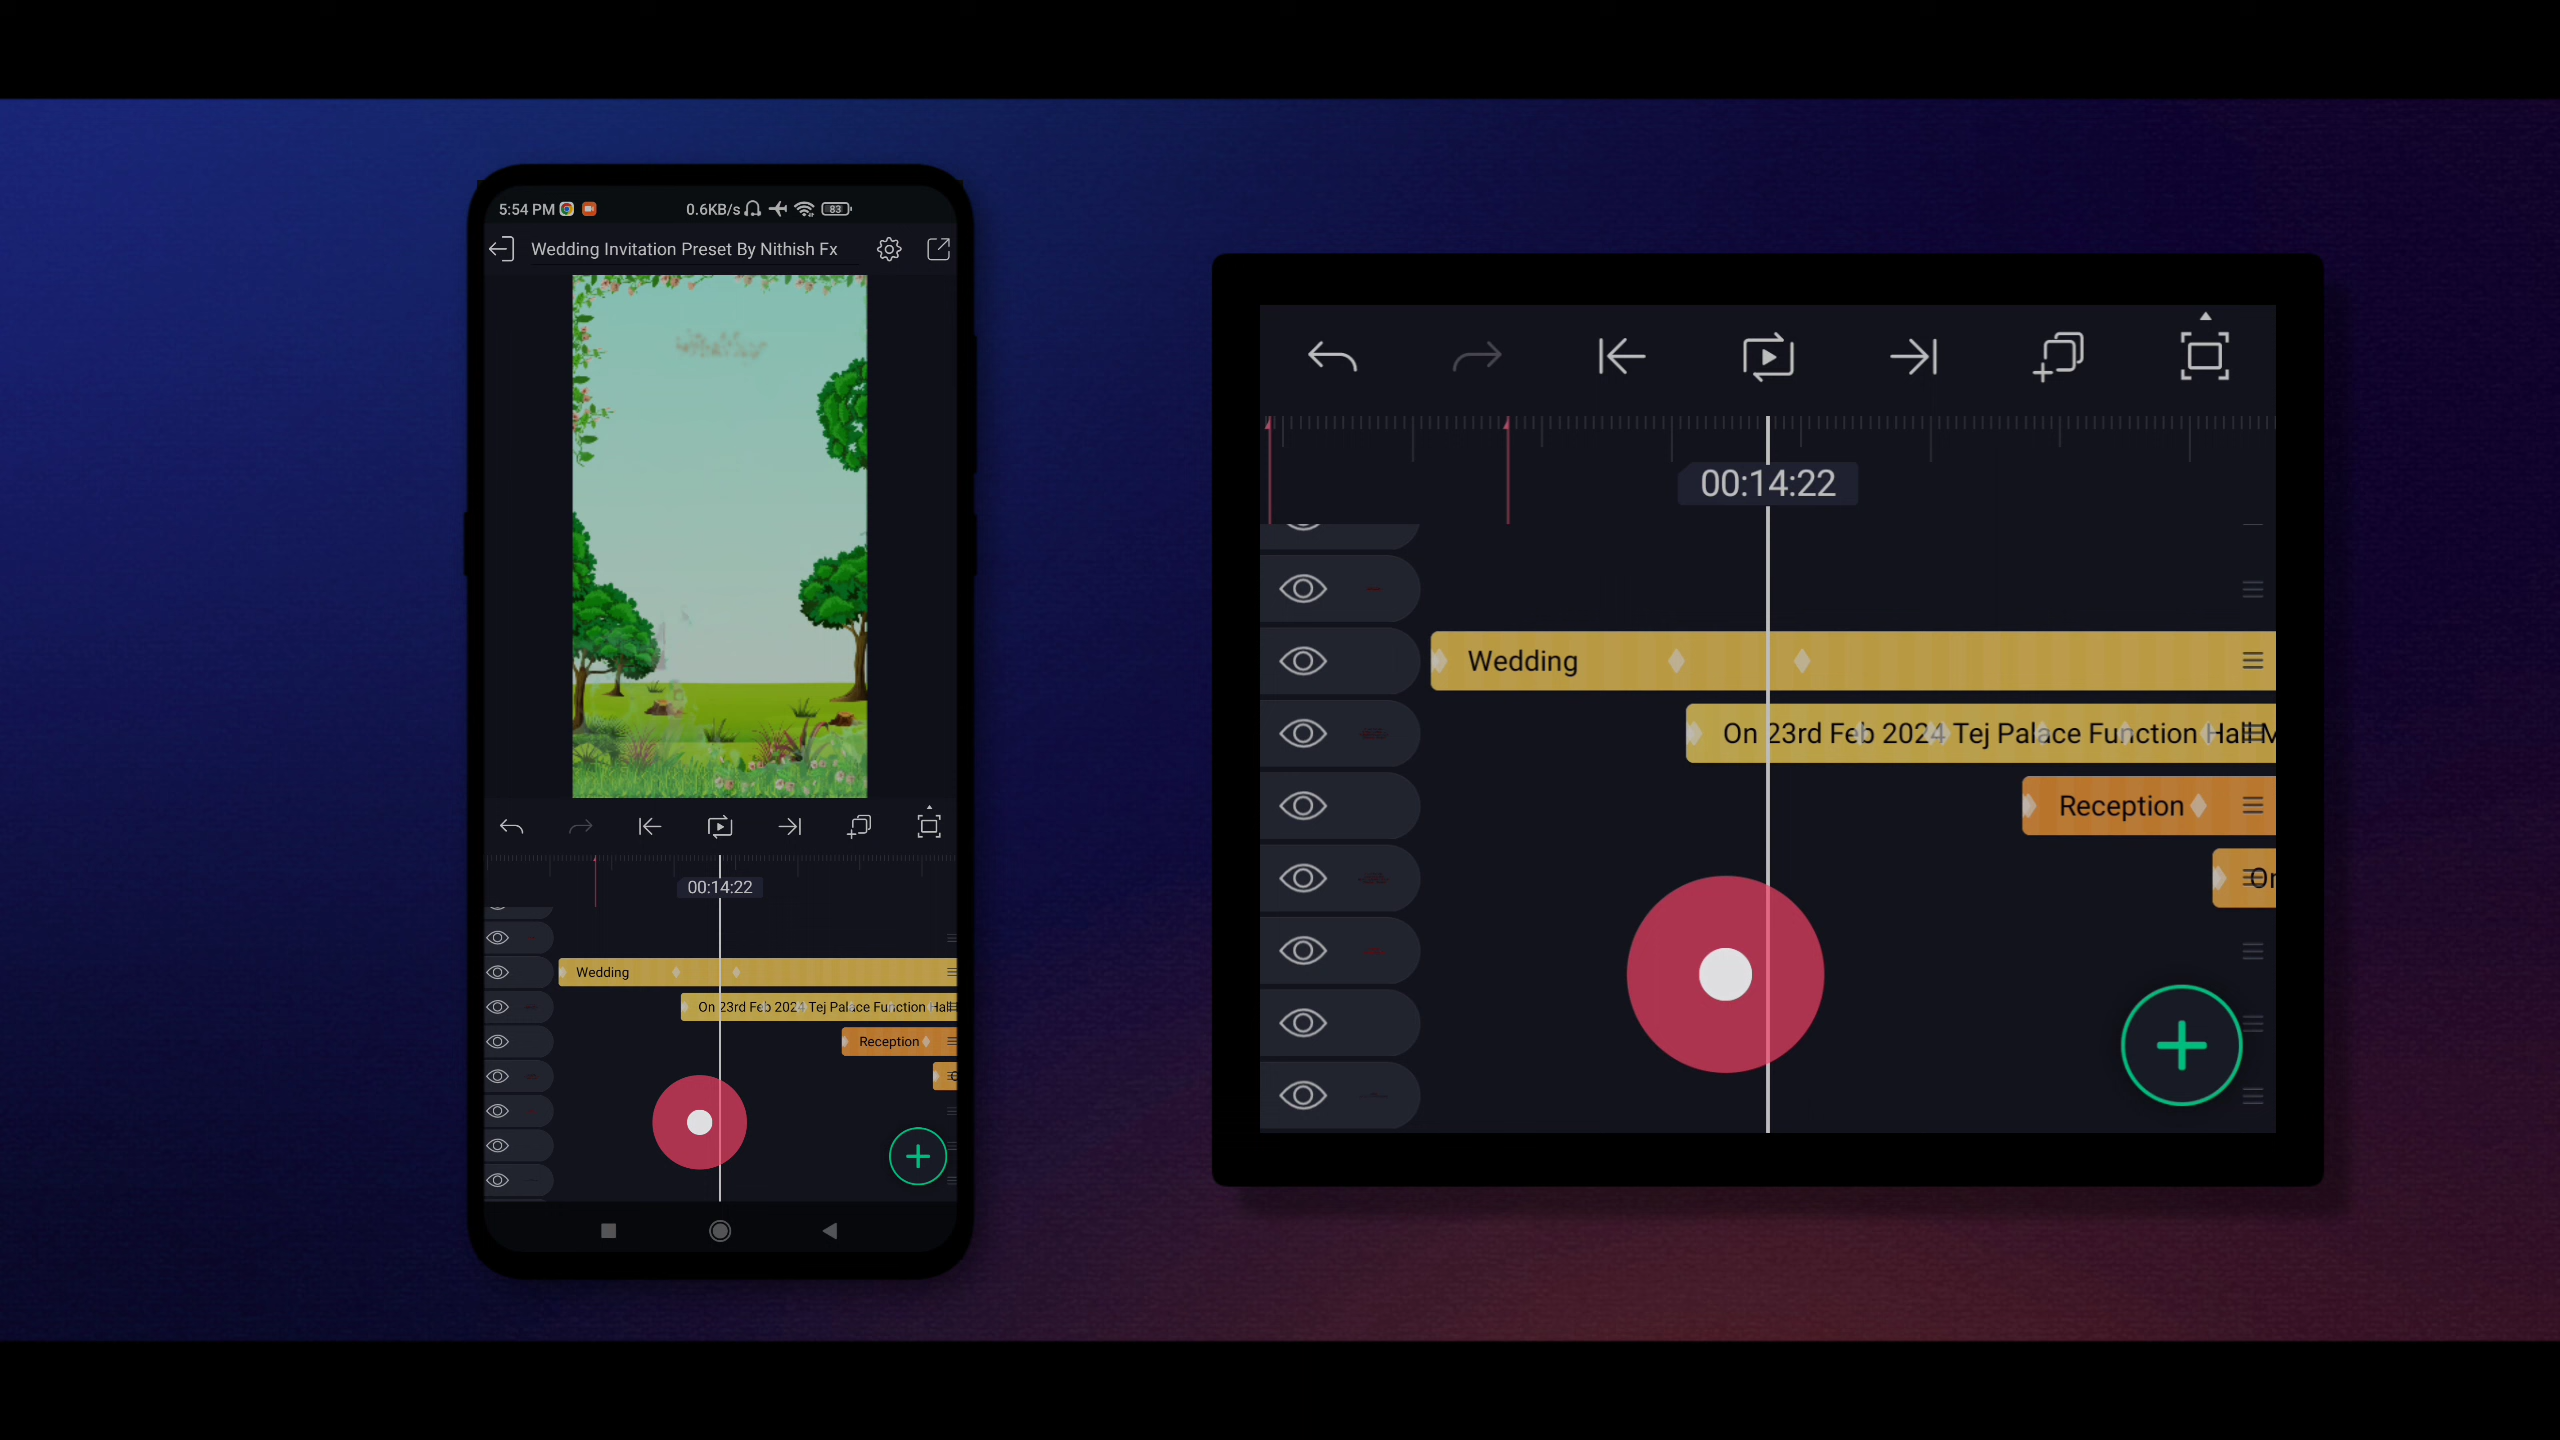 5:54 PM 0.6KB/s 83
Wedding Invitation Preset By Nithish Fx
00:14:22
Wedding
On 23rd Feb 2024 Tej Palace Function Hall
Reception
00:14:22
Wedding
On 23rd Feb 2024 Tej Palace Function Hall M
Reception
On